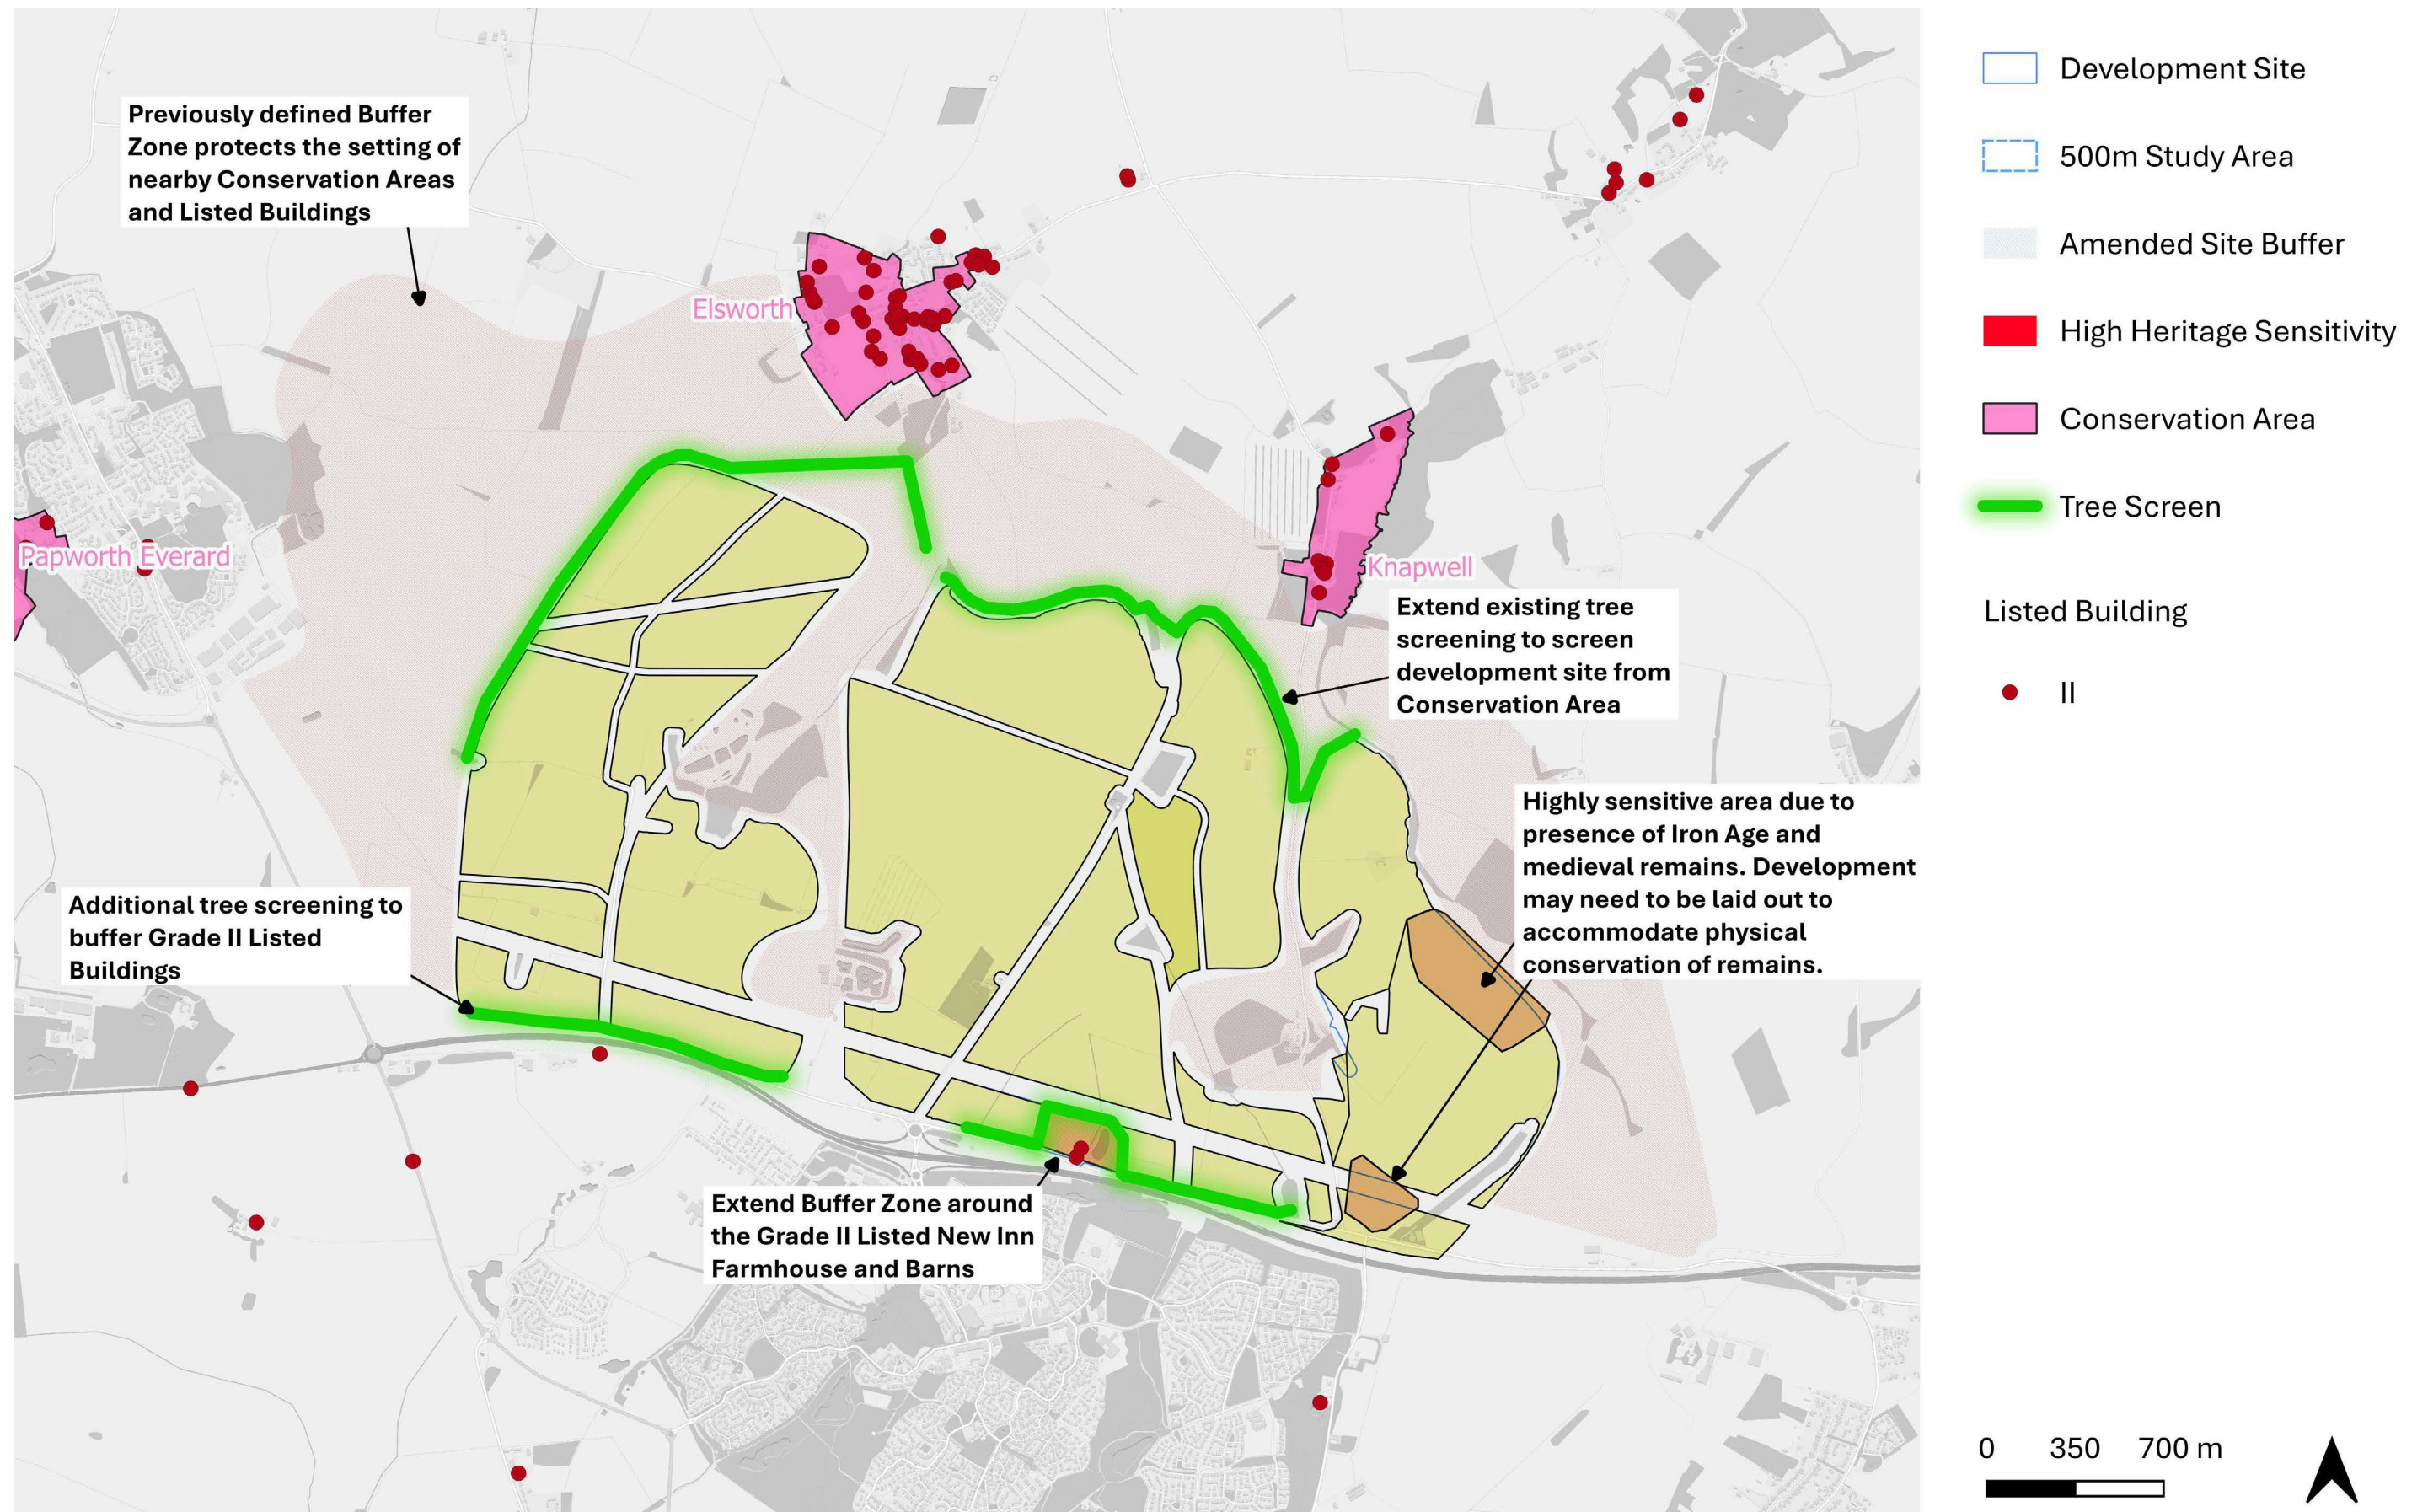 Previously defined Buffer
Zone protects the setting of
nearby Conservation Areas
and Listed Buildings
Elsworth
Papworth Everard
Knapwell
Extend existing tree
screening to screen
development site from
Conservation Area
Highly sensitive area due to
presence of Iron Age and
medieval remains. Development
may need to be laid out to
accommodate physical
conservation of remains.
Additional tree screening to
buffer Grade II Listed
Buildings
Extend Buffer Zone around
the Grade II Listed New Inn
Farmhouse and Barns
Development Site
500m Study Area
Amended Site Buffer
High Heritage Sensitivity
Conservation Area
Tree Screen
Listed Building
II
0 350 700 m